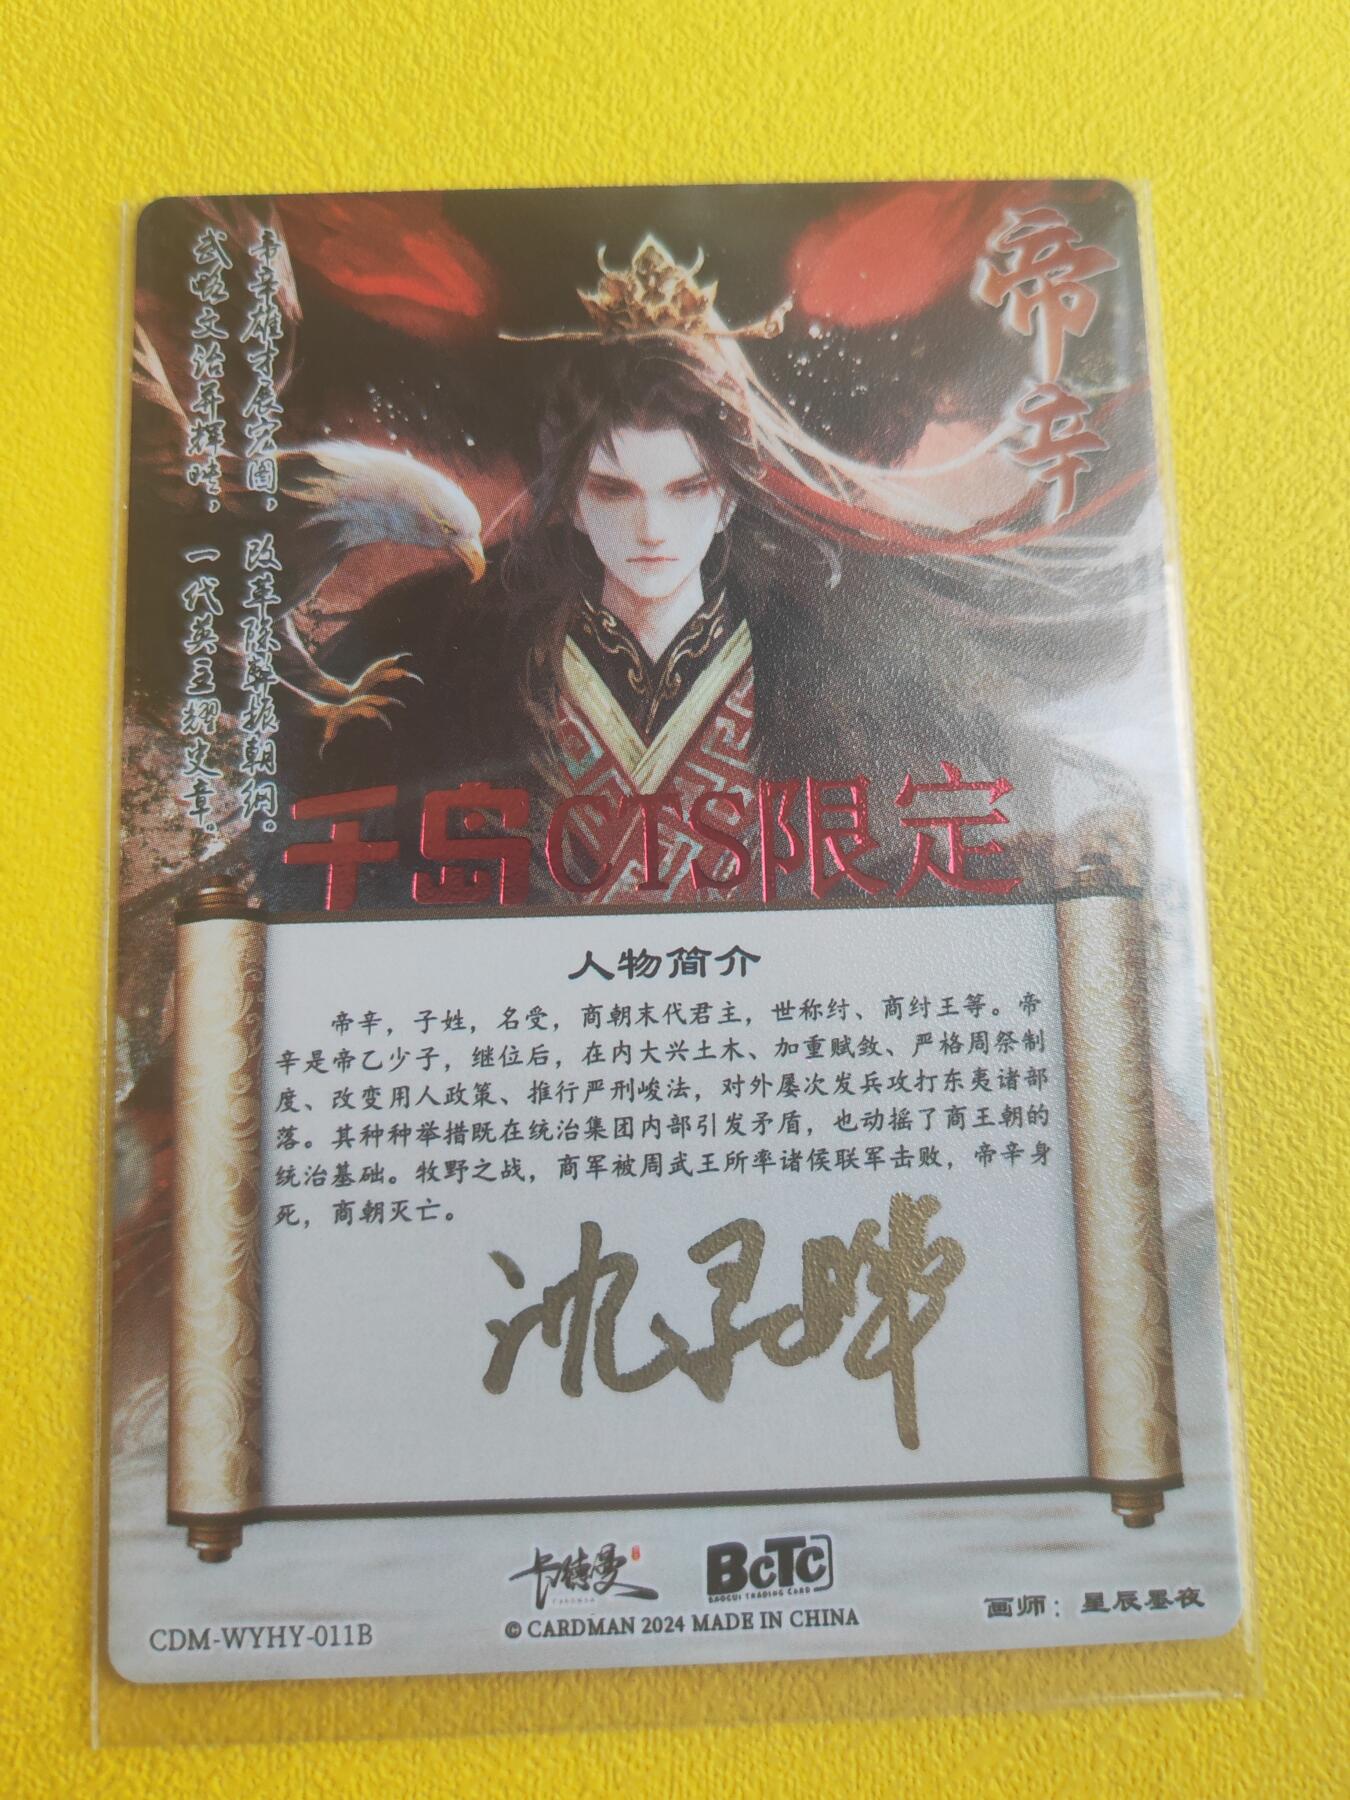 帝辛
帝辛雄才展宏图，改革除弊振朝纲。
武略文治并辉映，一代英主耀史章。
千岛CTS限定
人物简介
帝辛，子姓，名受，商朝末代君主，世称纣、商纣王等。帝
辛是帝乙少子，继位后，在内大兴土木、加重赋敛、严格周祭制
度、改变用人政策、推行严刑峻法，对外屡次发兵攻打东夷诸部
落。其种种举措既在统治集团内部引发矛盾，也动摇了商王朝的
统治基础。牧野之战，商军被周武王所率诸侯联军击败，帝辛身
死，商朝灭亡。
卡德曼
BCTC
BAOCUI TRADING CARD
© CARDMAN 2024 MADE IN CHINA
CDM-WYHY-011B
画师：星辰墨夜